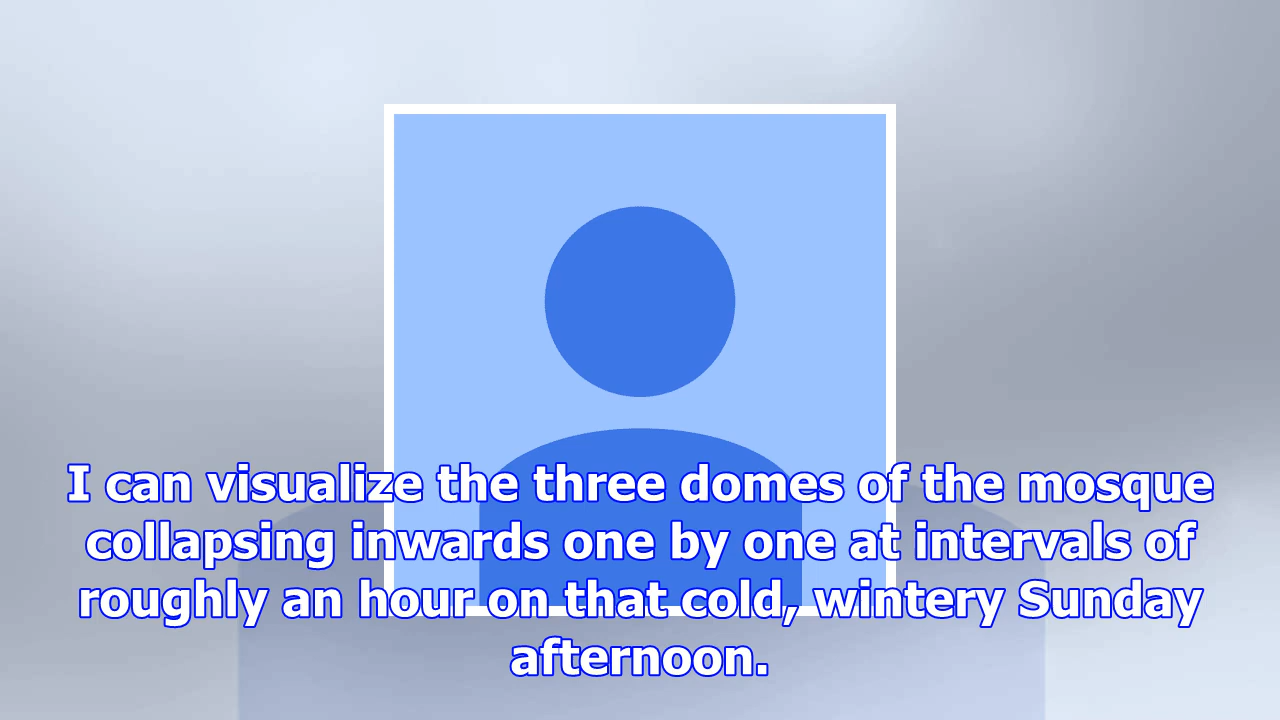 I can visualize the three domes of the mosque
collapsing inwards one by one at intervals of
roughly an hour on that cold, wintery Sunday
afternoon.